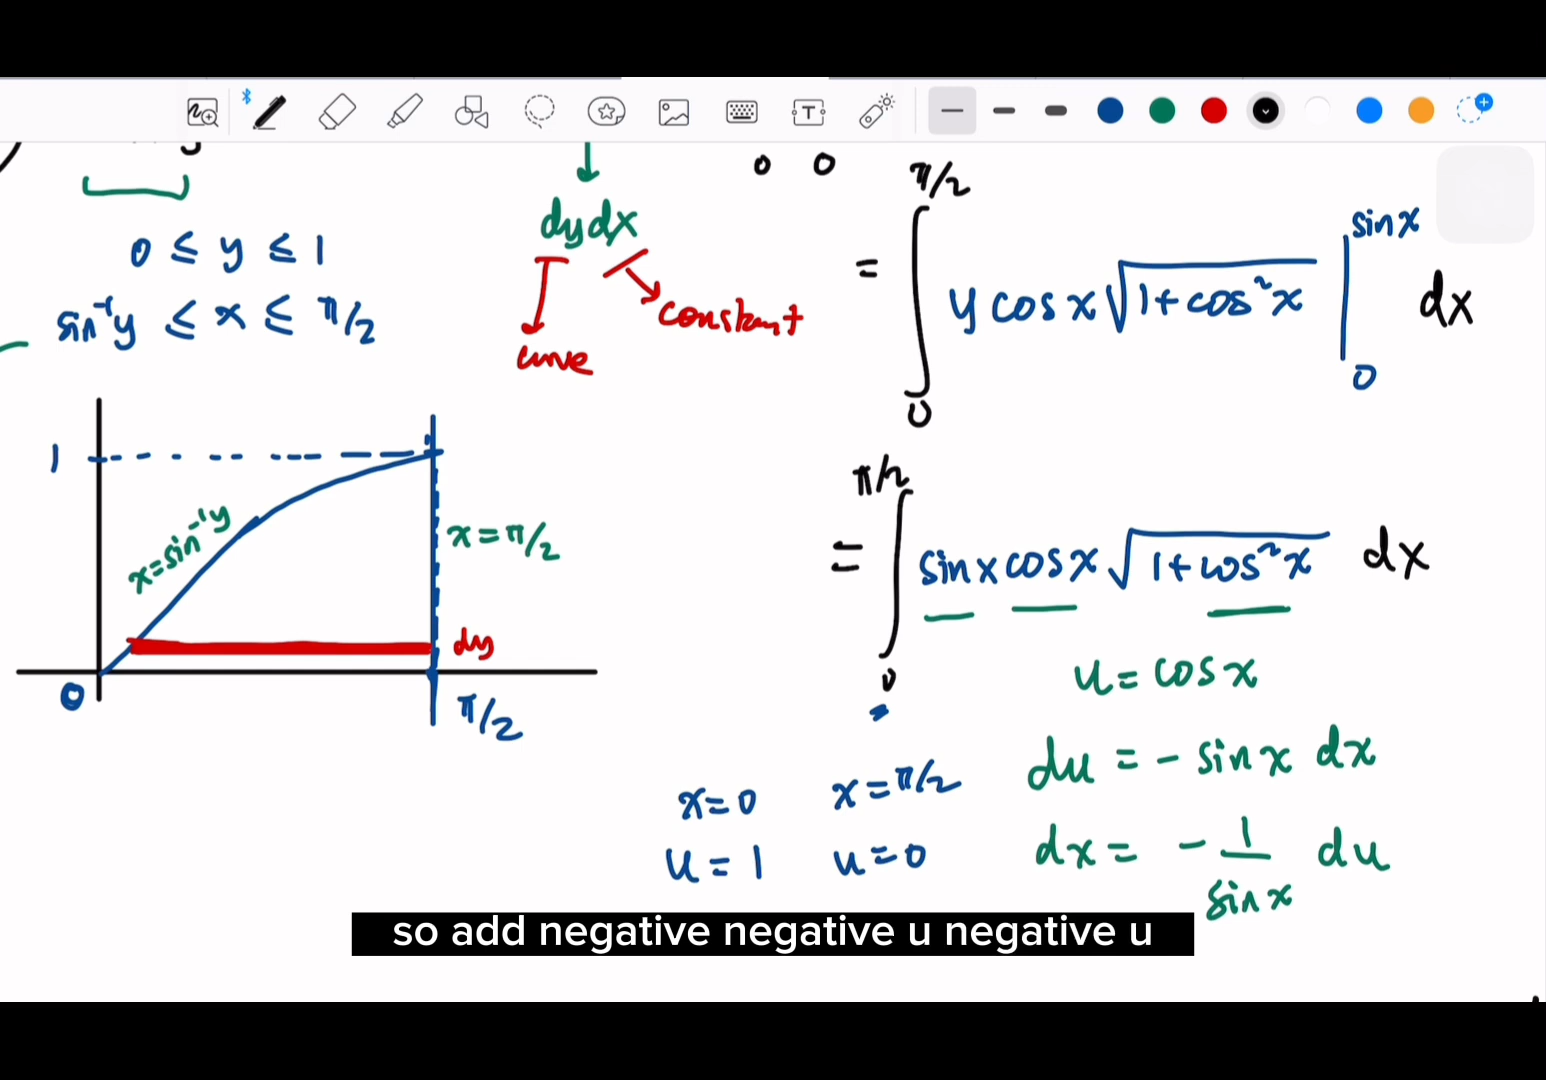 0 ≤ y ≤ 1
sin⁻¹y ≤ x ≤ π/2
dy dx
constant
curve
0 0
= ∫₀^(π/2) y cos x √(1+cos²x) |₀^(sin x) dx
1
x = sin⁻¹y
x = π/2
dy
0
π/2
= ∫₀^(π/2) sin x cos x √(1+cos²x) dx
u = cos x
du = - sin x dx
dx = - 1/sin x du
x = 0
u = 1
x = π/2
u = 0
so add negative negative u negative u